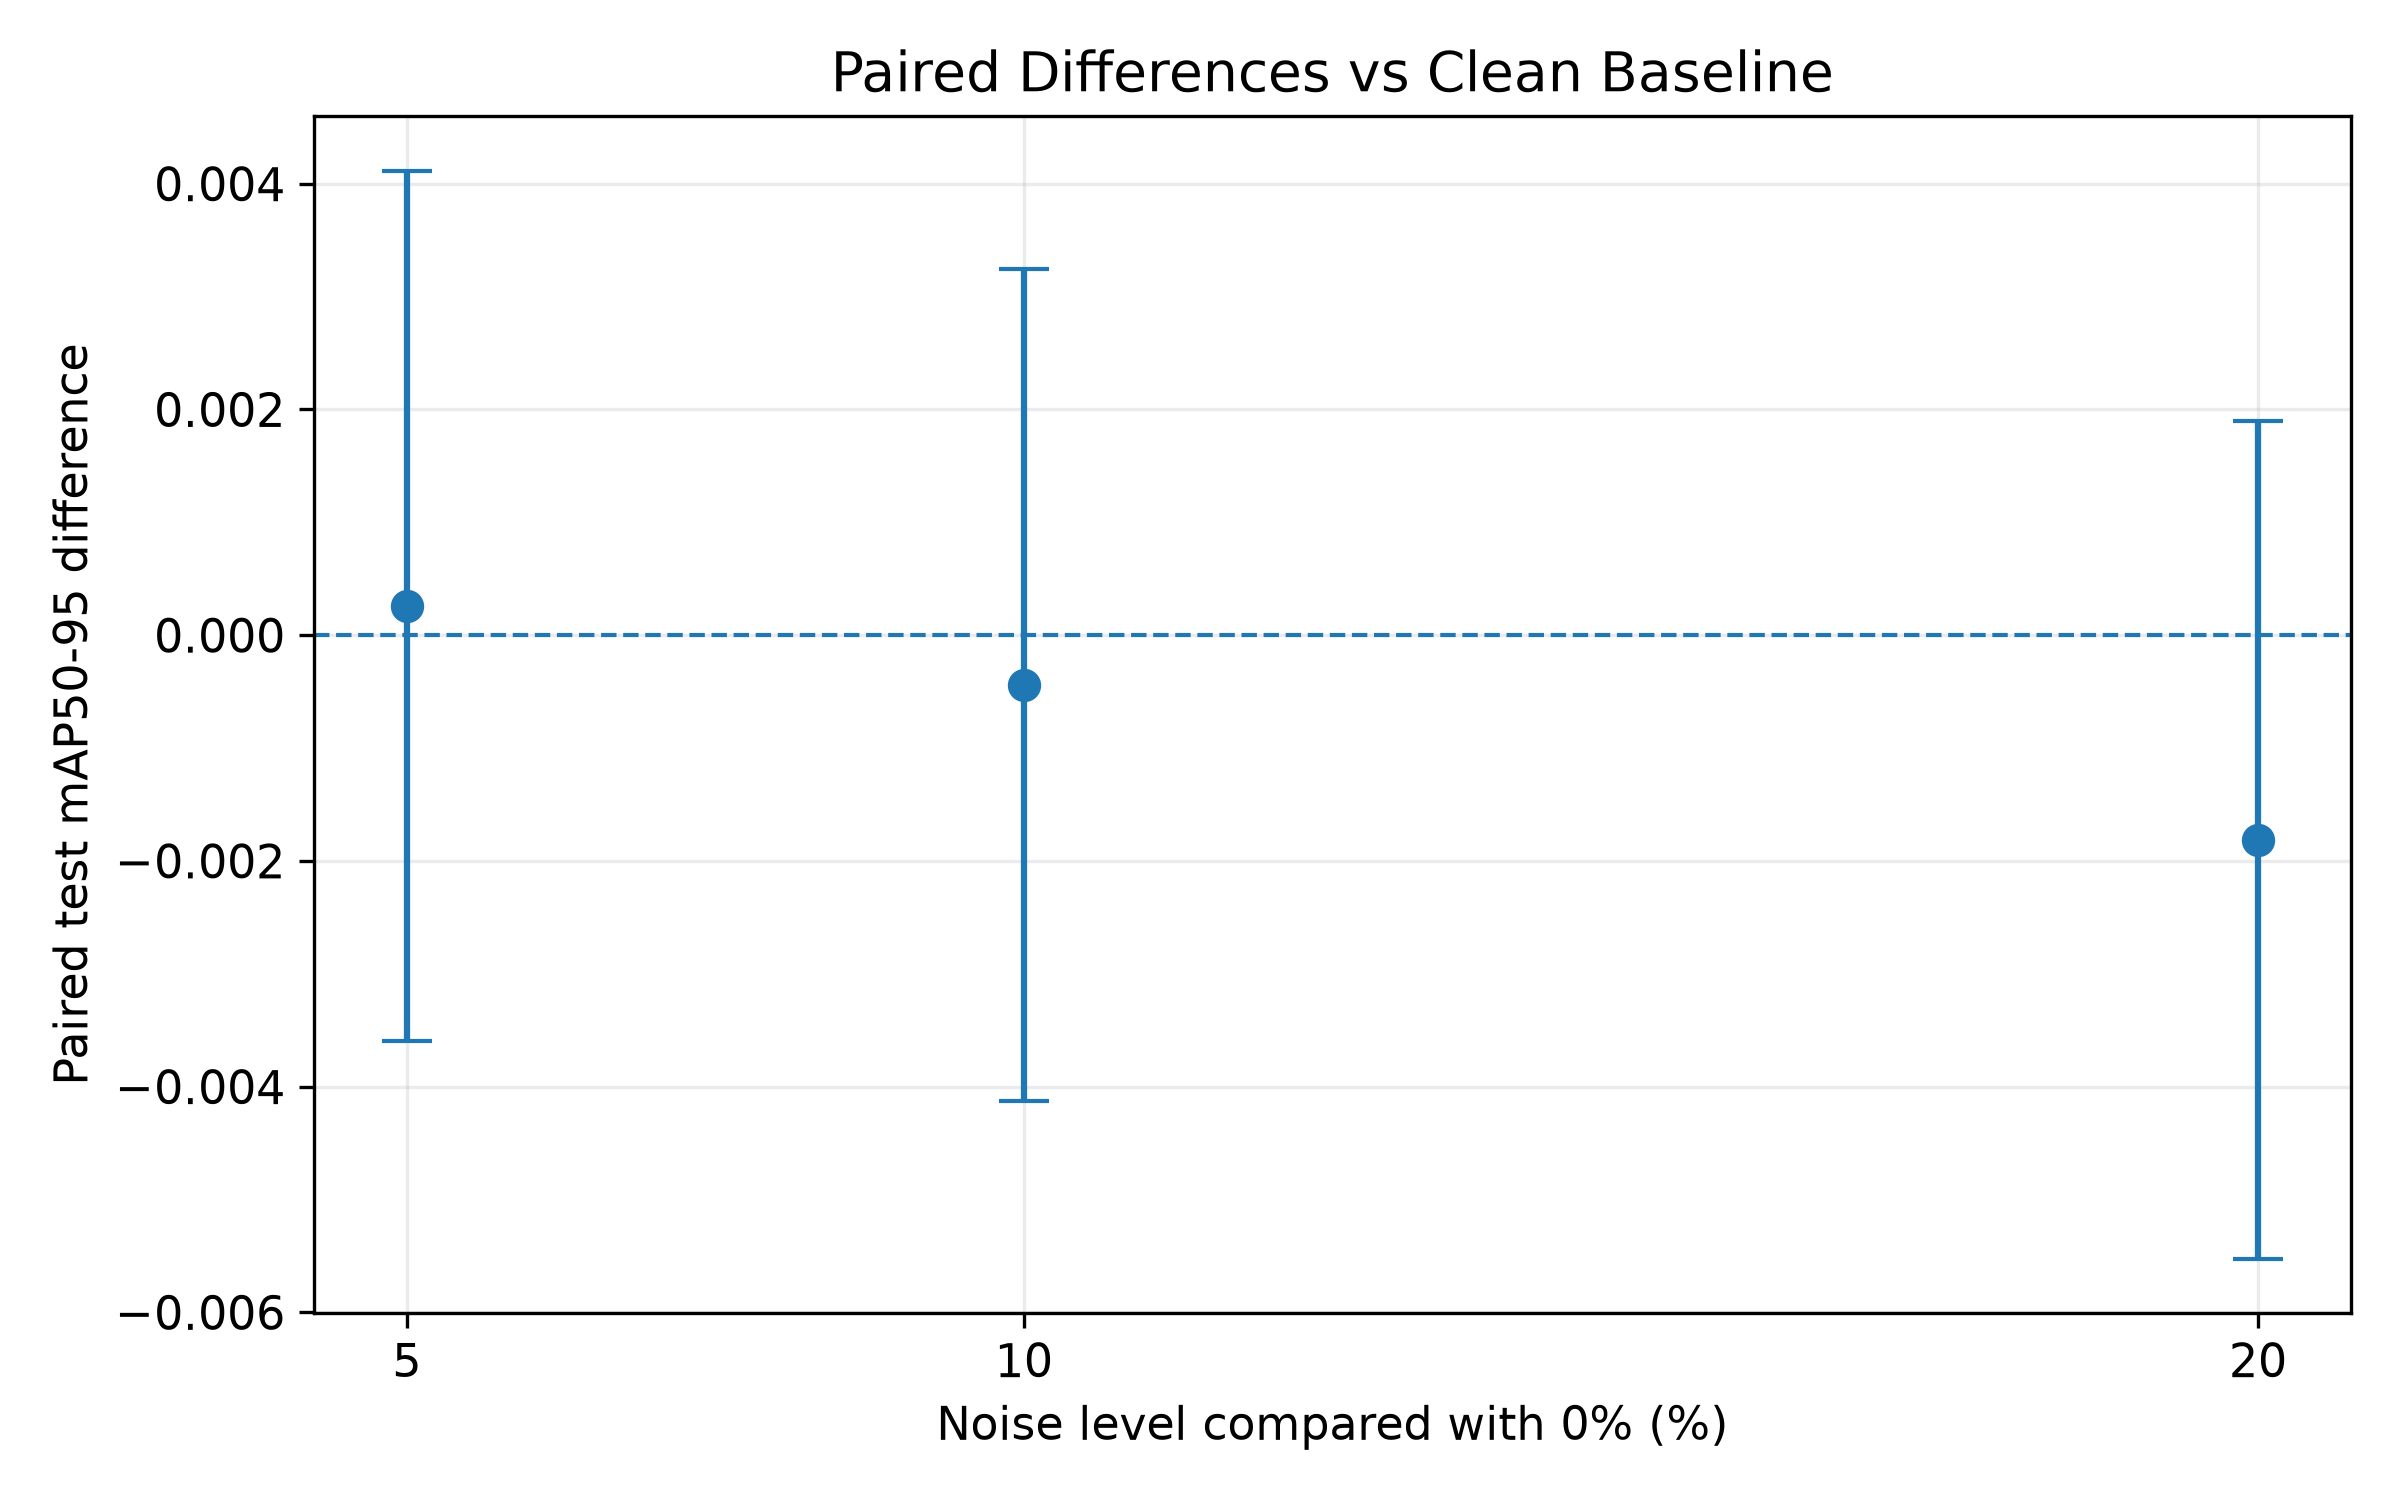 Paired Differences vs Clean Baseline
Paired test mAP50-95 difference
0.004
0.002
0.000
−0.002
−0.004
−0.006
5 10 20
Noise level compared with 0% (%)